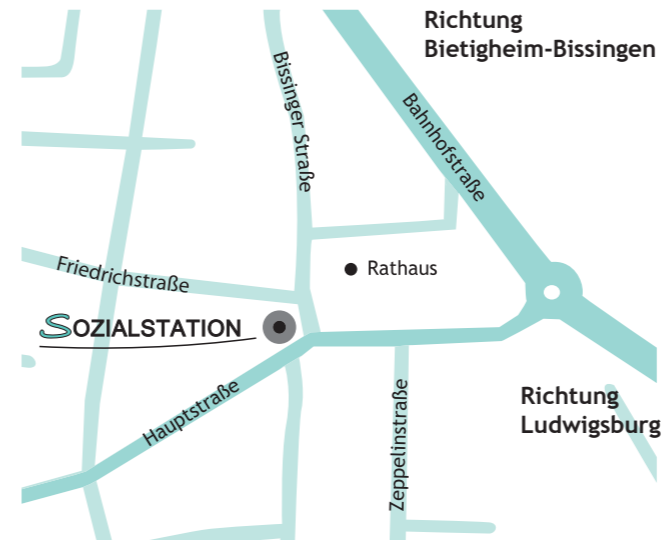 Richtung
Bietigheim-Bissingen
Bissinger Straße
Bahnhofstraße
Friedrichstraße
Rathaus
SOZIALSTATION
Hauptstraße
Zeppelinstraße
Richtung
Ludwigsburg